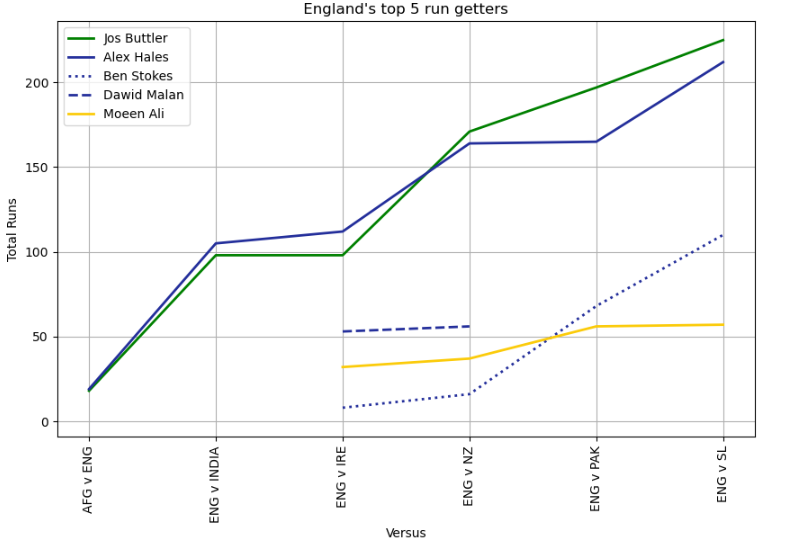 England's top 5 run getters
Jos Buttler
Alex Hales
Ben Stokes
Dawid Malan
Moeen Ali
200
150
100
50
0
Total Runs
AFG v ENG
ENG v INDIA
ENG v IRE
ENG v NZ
ENG v PAK
ENG v SL
Versus